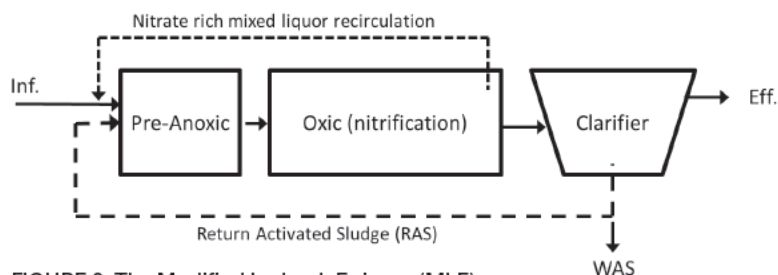 Nitrate rich mixed liquor recirculation
Inf.
Pre-Anoxic
Oxic (nitrification)
Clarifier
Eff.
Return Activated Sludge (RAS)
WAS